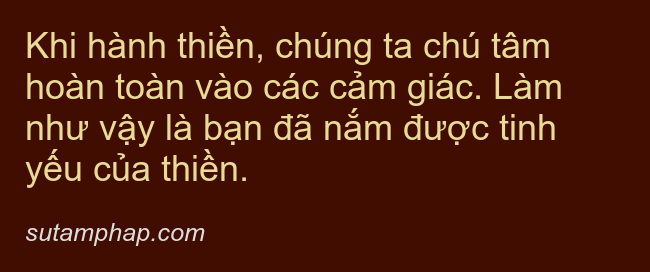 Khi hành thiền, chúng ta chú tâm
hoàn toàn vào các cảm giác. Làm
như vậy là bạn đã nắm được tinh
yếu của thiền.
sutamphap.com